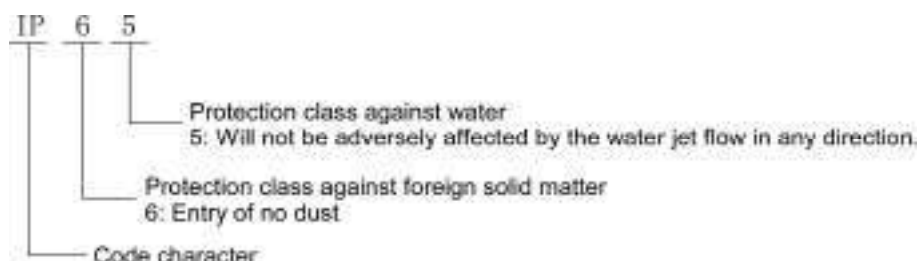 IP 6 5
Protection class against water
5: Will not be adversely affected by the water jet flow in any direction.
Protection class against foreign solid matter
6: Entry of no dust
Code character